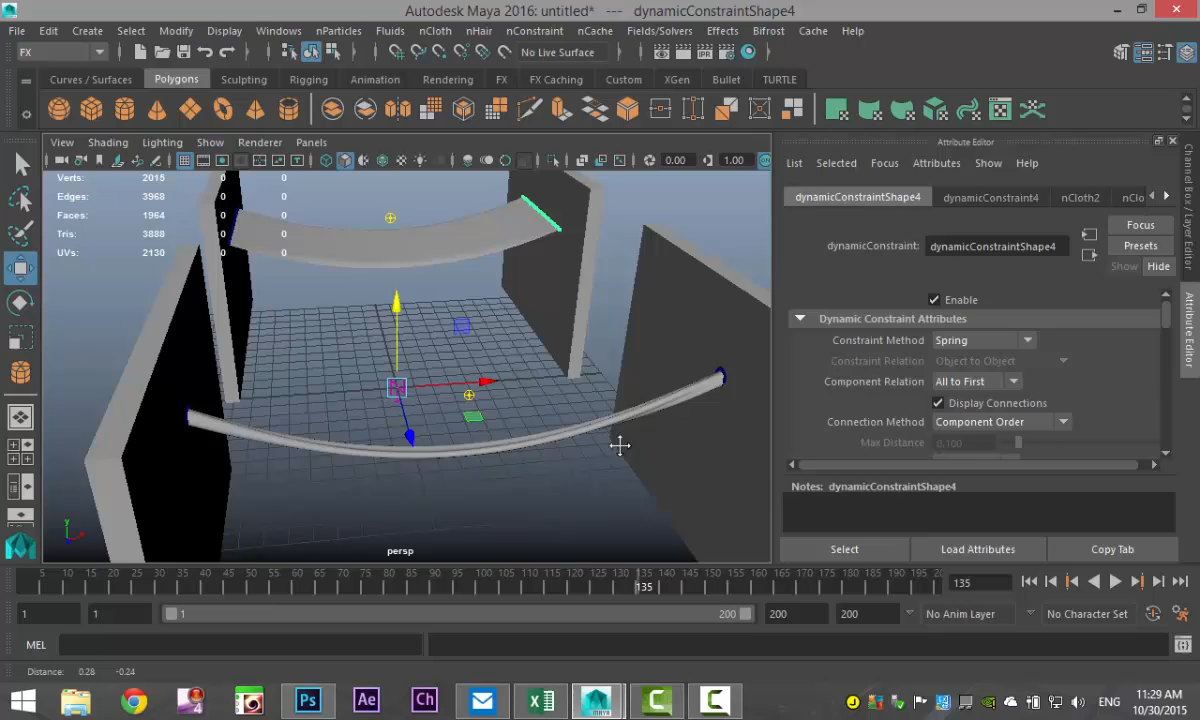 Autodesk Maya 2016: untitled* --- dynamicConstraintShape4
File Edit Create Select Modify Display Windows nParticles Fluids nCloth nHair nConstraint nCache Fields/Solvers Effects Bifrost Cache Help
FX No Live Surface
Curves / Surfaces Polygons Sculpting Rigging Animation Rendering FX FX Caching Custom XGen Bullet TURTLE
View Shading Lighting Show Renderer Panels
0.00 1.00
Verts: 2015 0 0
Edges: 3968 0 0
Faces: 1964 0 0
Tris: 3888 0 0
UVs: 2130 0 0
persp
Attribute Editor
List Selected Focus Attributes Show Help
dynamicConstraintShape4 dynamicConstraint4 nCloth2 nClo
Focus
dynamicConstraint: dynamicConstraintShape4 Presets
Show Hide
Enable
Dynamic Constraint Attributes
Constraint Method Spring
Constraint Relation Object to Object
Component Relation All to First
Display Connections
Connection Method Component Order
Max Distance 0.100
Notes: dynamicConstraintShape4
Select Load Attributes Copy Tab
Channel Box / Layer Editor
Attribute Editor
5 10 15 20 25 30 35 40 45 50 55 60 65 70 75 80 85 90 95 100 105 110 115 120 125 130 135 140 145 150 155 160 165 170 175 180 185 190 195 20
135 135
1 1 1 200 200 200 No Anim Layer No Character Set
MEL
Distance: 0.28 -0.24
Ps Ae Ch
ENG
11:29 AM
10/30/2015